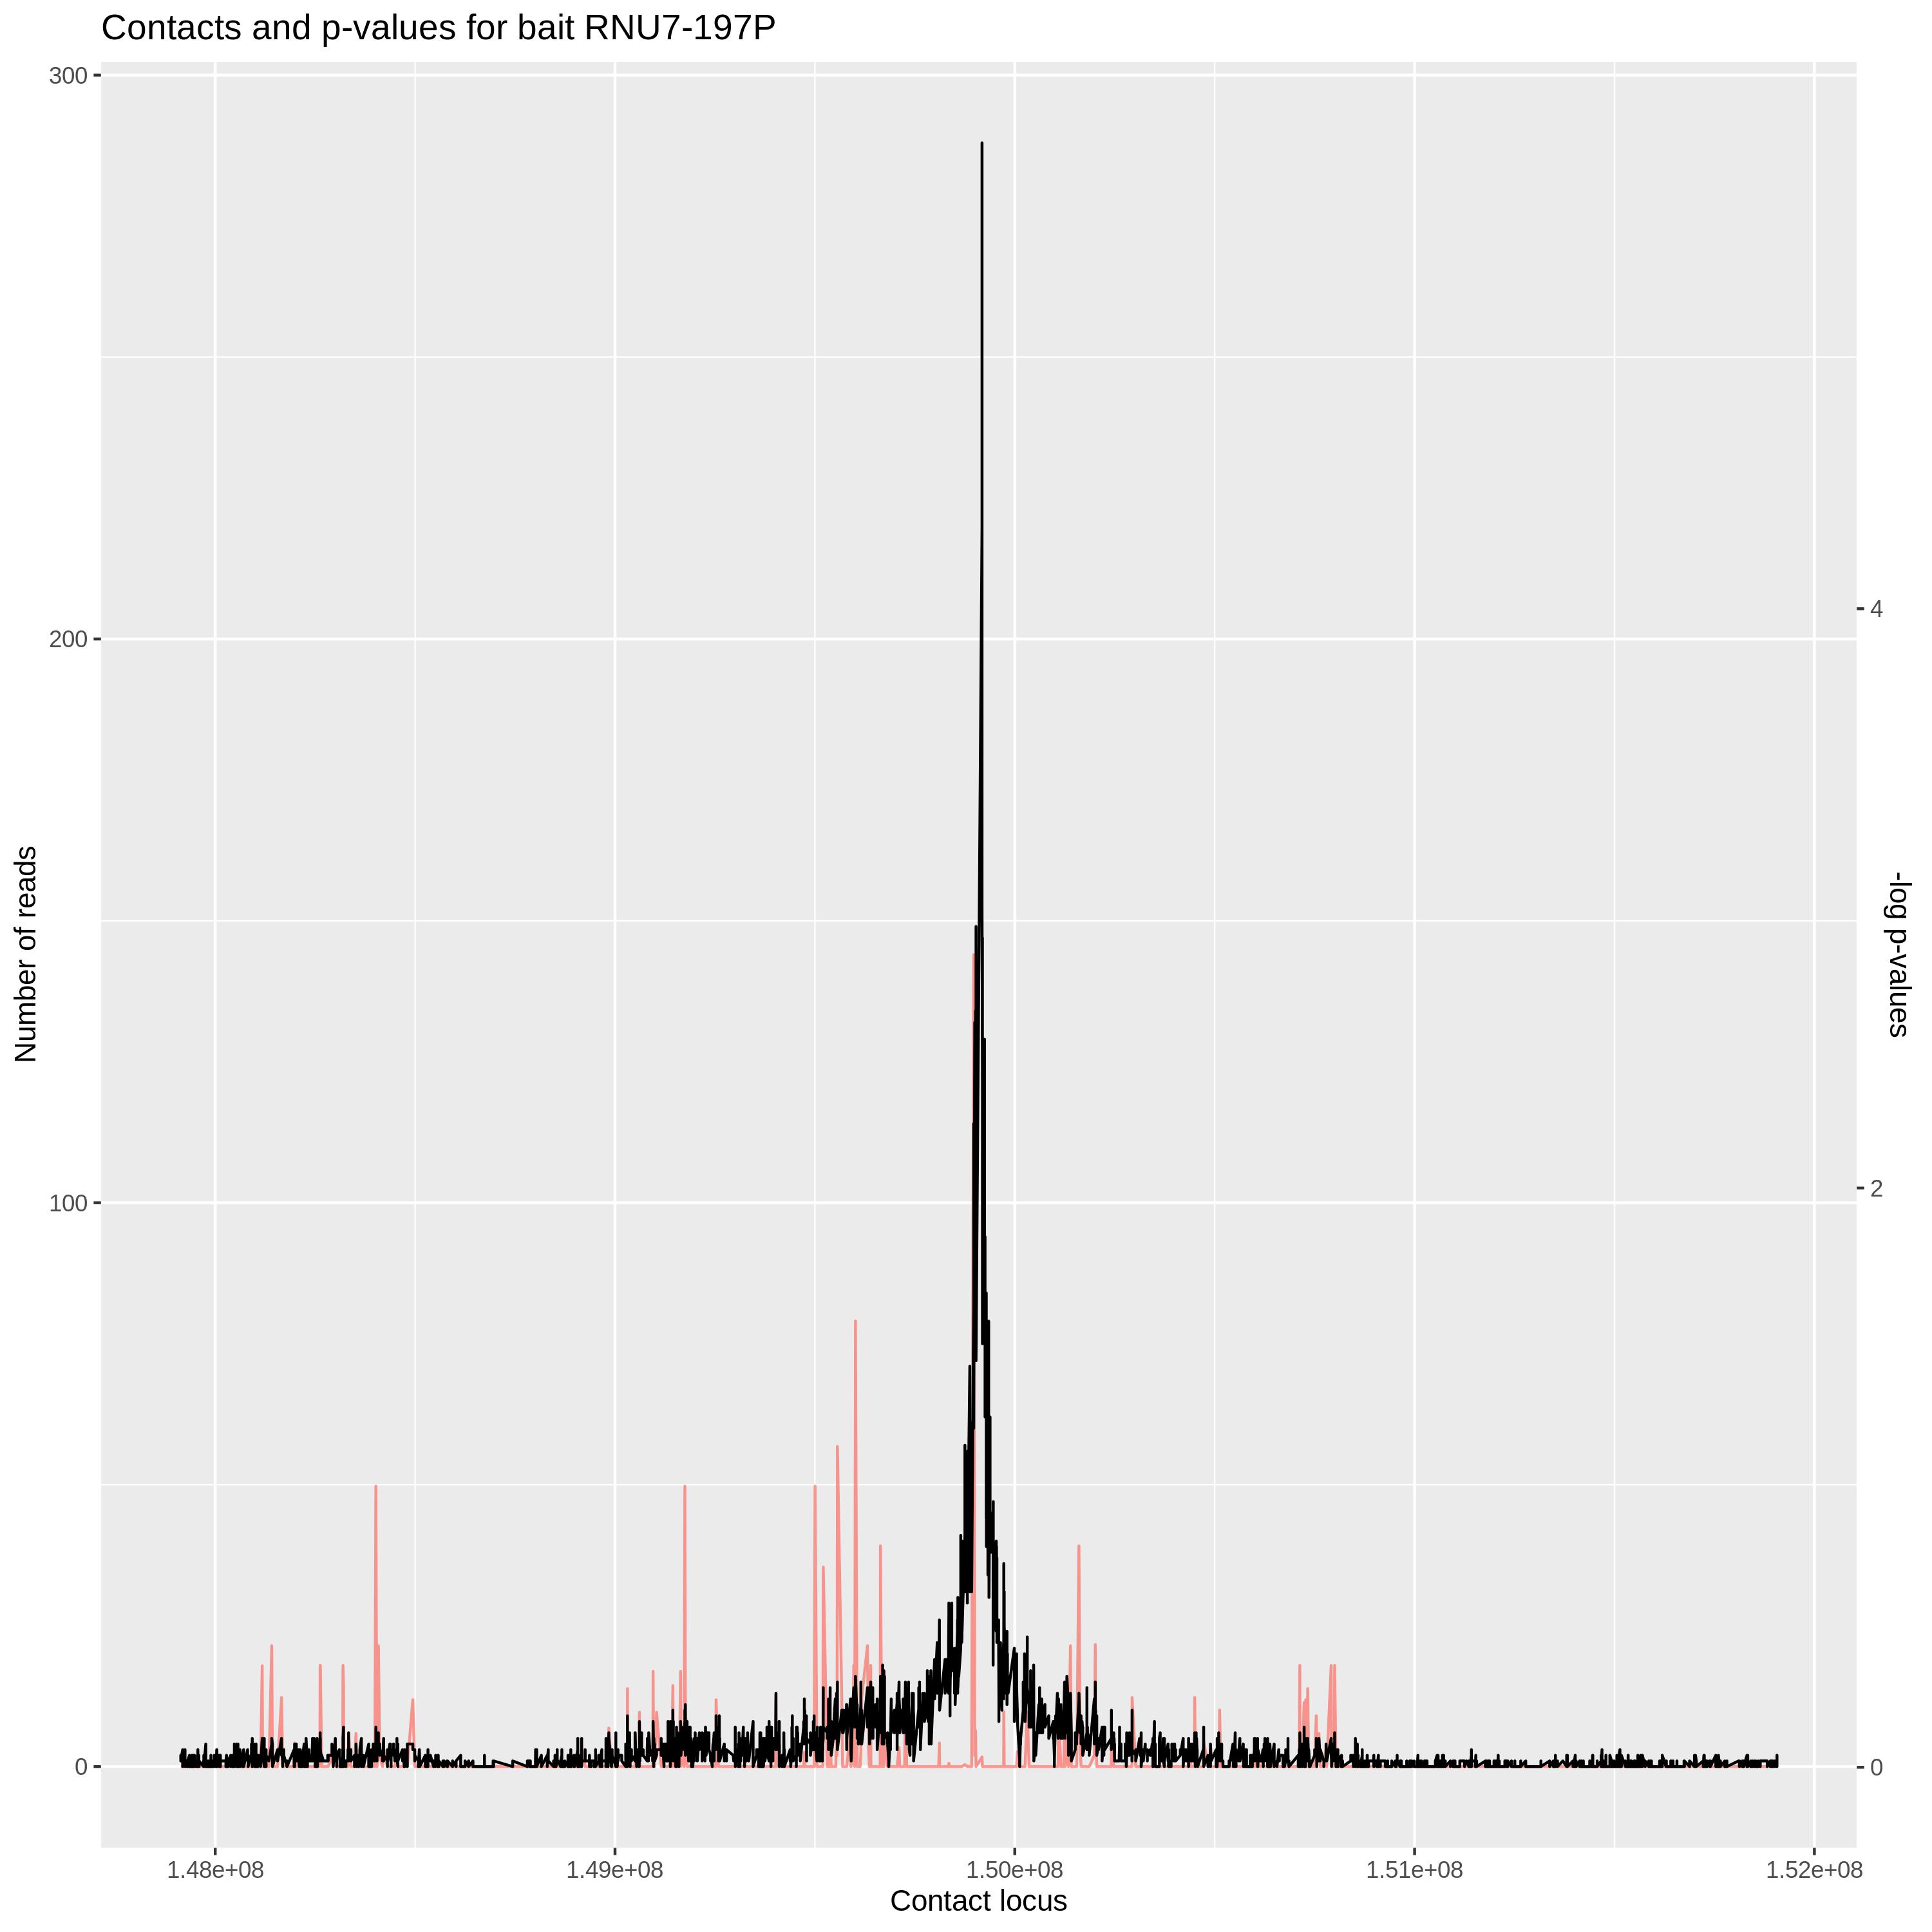 Contacts and p-values for bait RNU7-197P
300
200
100
0
Number of reads
4
2
0
-log p-values
1.48e+08
1.49e+08
1.50e+08
1.51e+08
1.52e+08
Contact locus